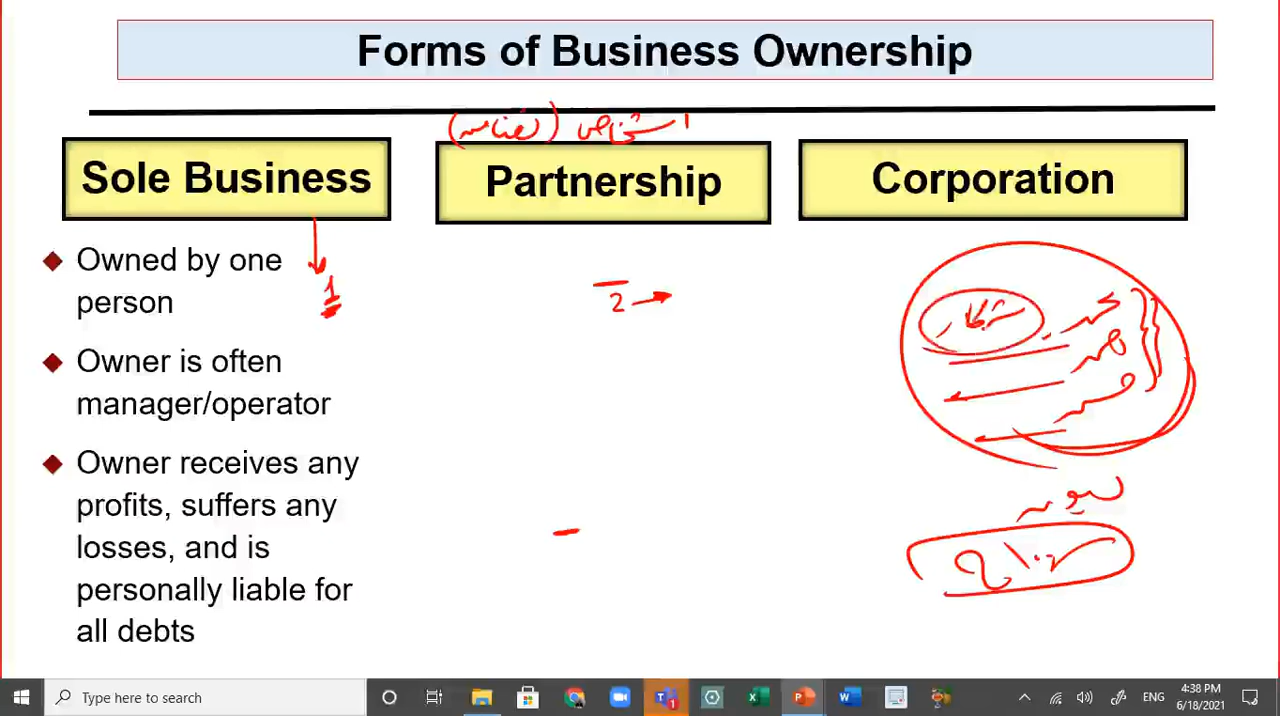 Forms of Business Ownership
اشخاص (تضامن)
Sole Business
Partnership
Corporation
Owned by one
person
1
2
Owner is often
manager/operator
Owner receives any
profits, suffers any
losses, and is
personally liable for
all debts
Type here to search
ENG
4:38 PM
6/18/2021